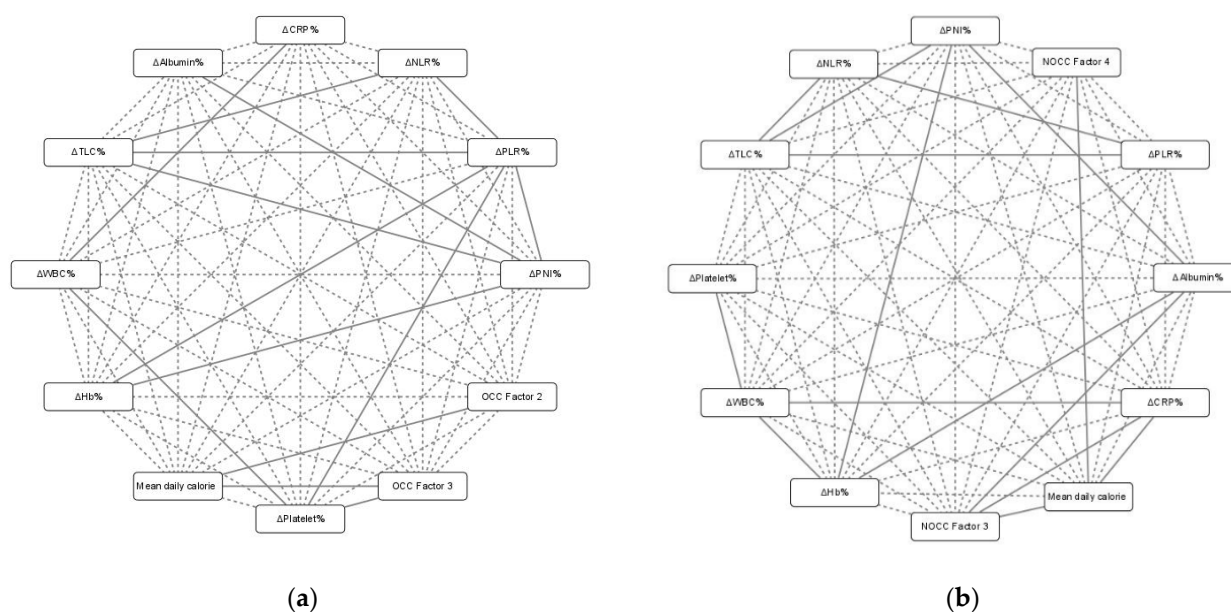 ΔCRP%
ΔAlbumin%
ΔNLR%
ΔTLC%
ΔPLR%
ΔWBC%
ΔPNI%
ΔHb%
OCC Factor 2
Mean daily calorie
OCC Factor 3
ΔPlatelet%
(a)
ΔPNI%
ΔNLR%
NOCC Factor 4
ΔTLC%
ΔPLR%
ΔPlatelet%
ΔAlbumin%
ΔWBC%
ΔCRP%
ΔHb%
Mean daily calorie
NOCC Factor 3
(b)